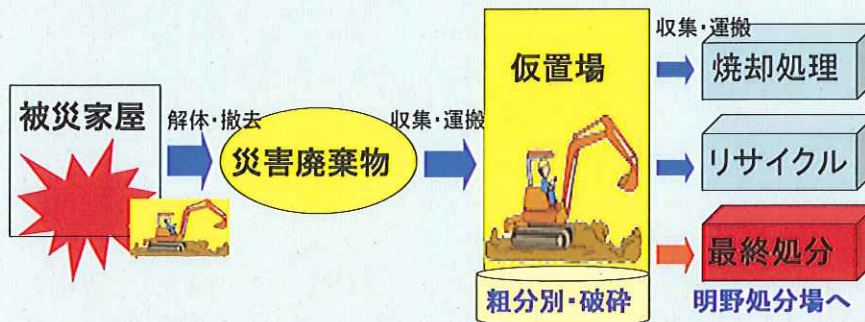 被災家屋
解体・撤去
災害廃棄物
収集・運搬
仮置場
粗分別・破砕
収集・運搬
焼却処理
リサイクル
最終処分
明野処分場へ